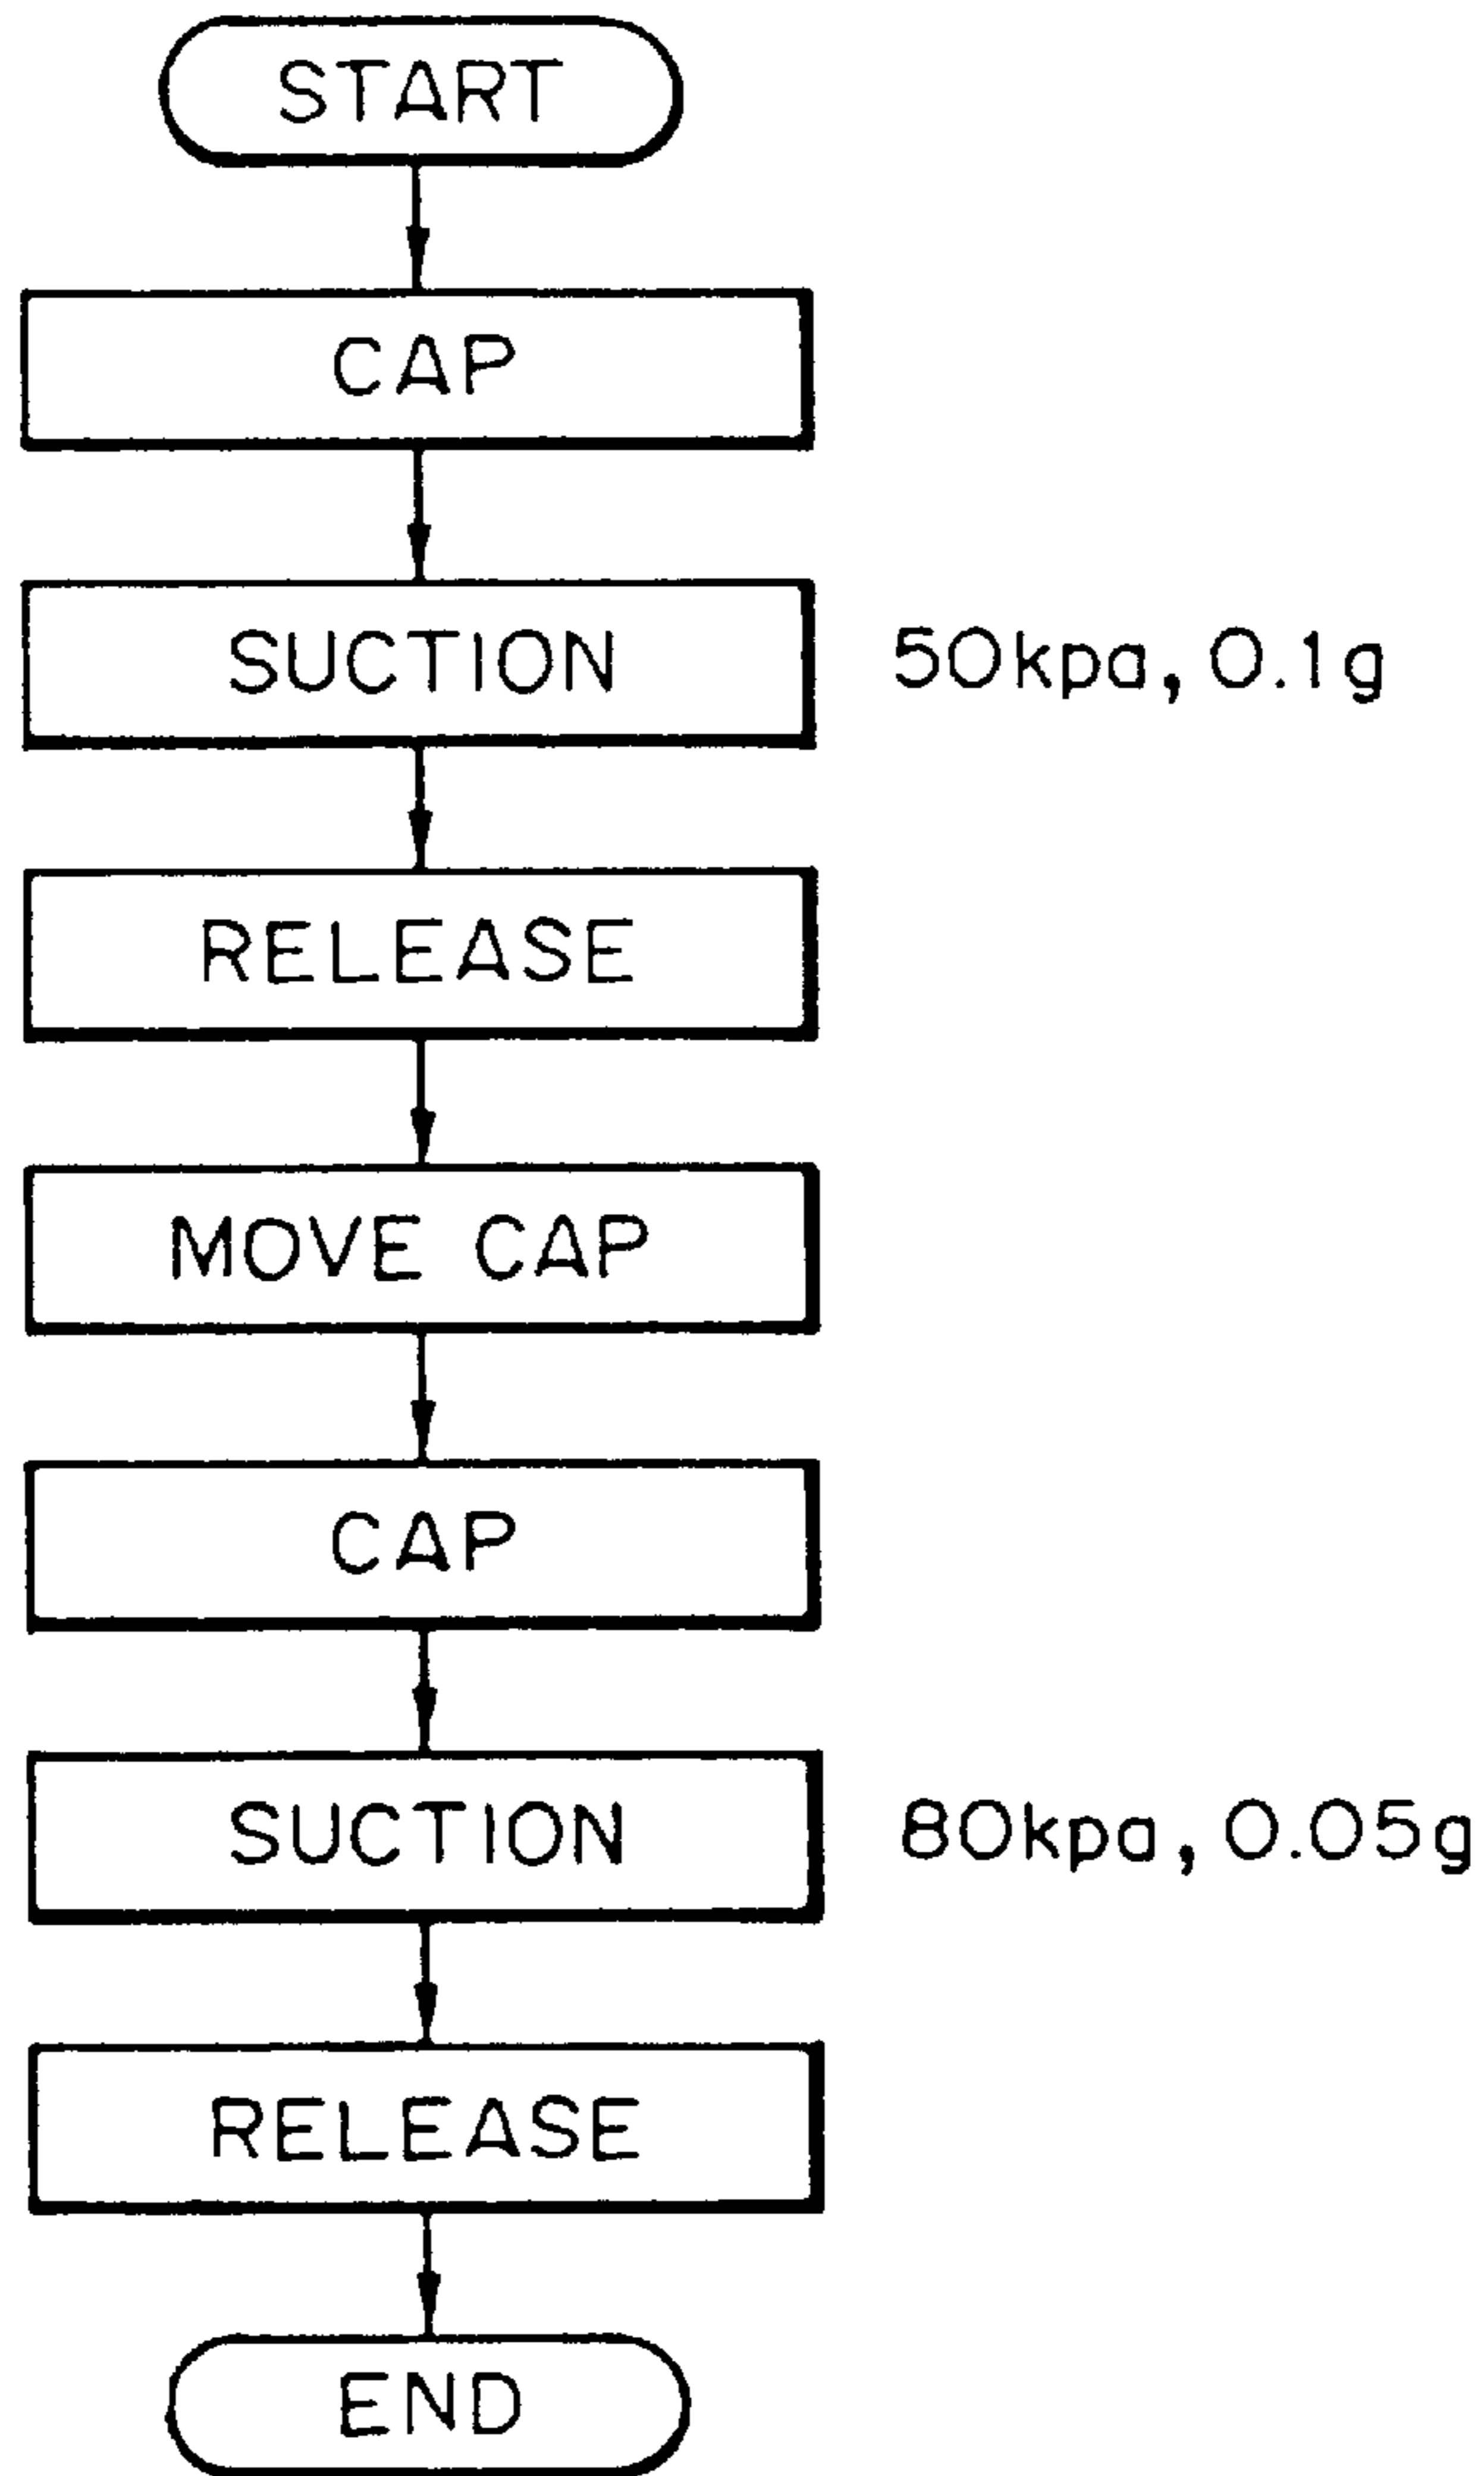 START
CAP
SUCTION 50kpa, 0.1g
RELEASE
MOVE CAP
CAP
SUCTION 80kpa, 0.05g
RELEASE
END